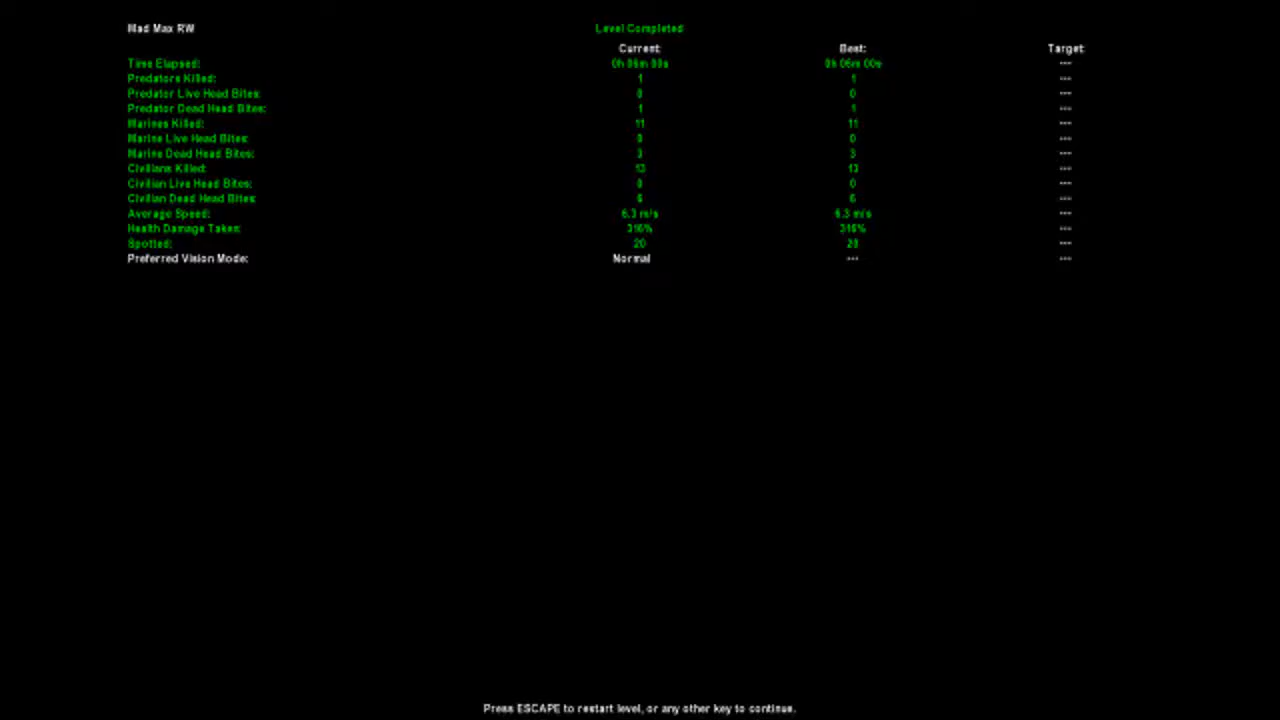 Mad Max RW Level Completed
Current: Best: Target:
Time Elapsed: 0h 06m 00s 0h 06m 00s ---
Predators Killed: 1 1 ---
Predator Live Head Bites: 0 0 ---
Predator Dead Head Bites: 1 1 ---
Marines Killed: 11 11 ---
Marine Live Head Bites: 0 0 ---
Marine Dead Head Bites: 3 3 ---
Civilians Killed: 13 13 ---
Civilian Live Head Bites: 0 0 ---
Civilian Dead Head Bites: 6 6 ---
Average Speed: 6.3 m/s 6.3 m/s ---
Health Damage Taken: 316% 316% ---
Spotted: 20 20 ---
Preferred Vision Mode: Normal --- ---
Press ESCAPE to restart level, or any other key to continue.